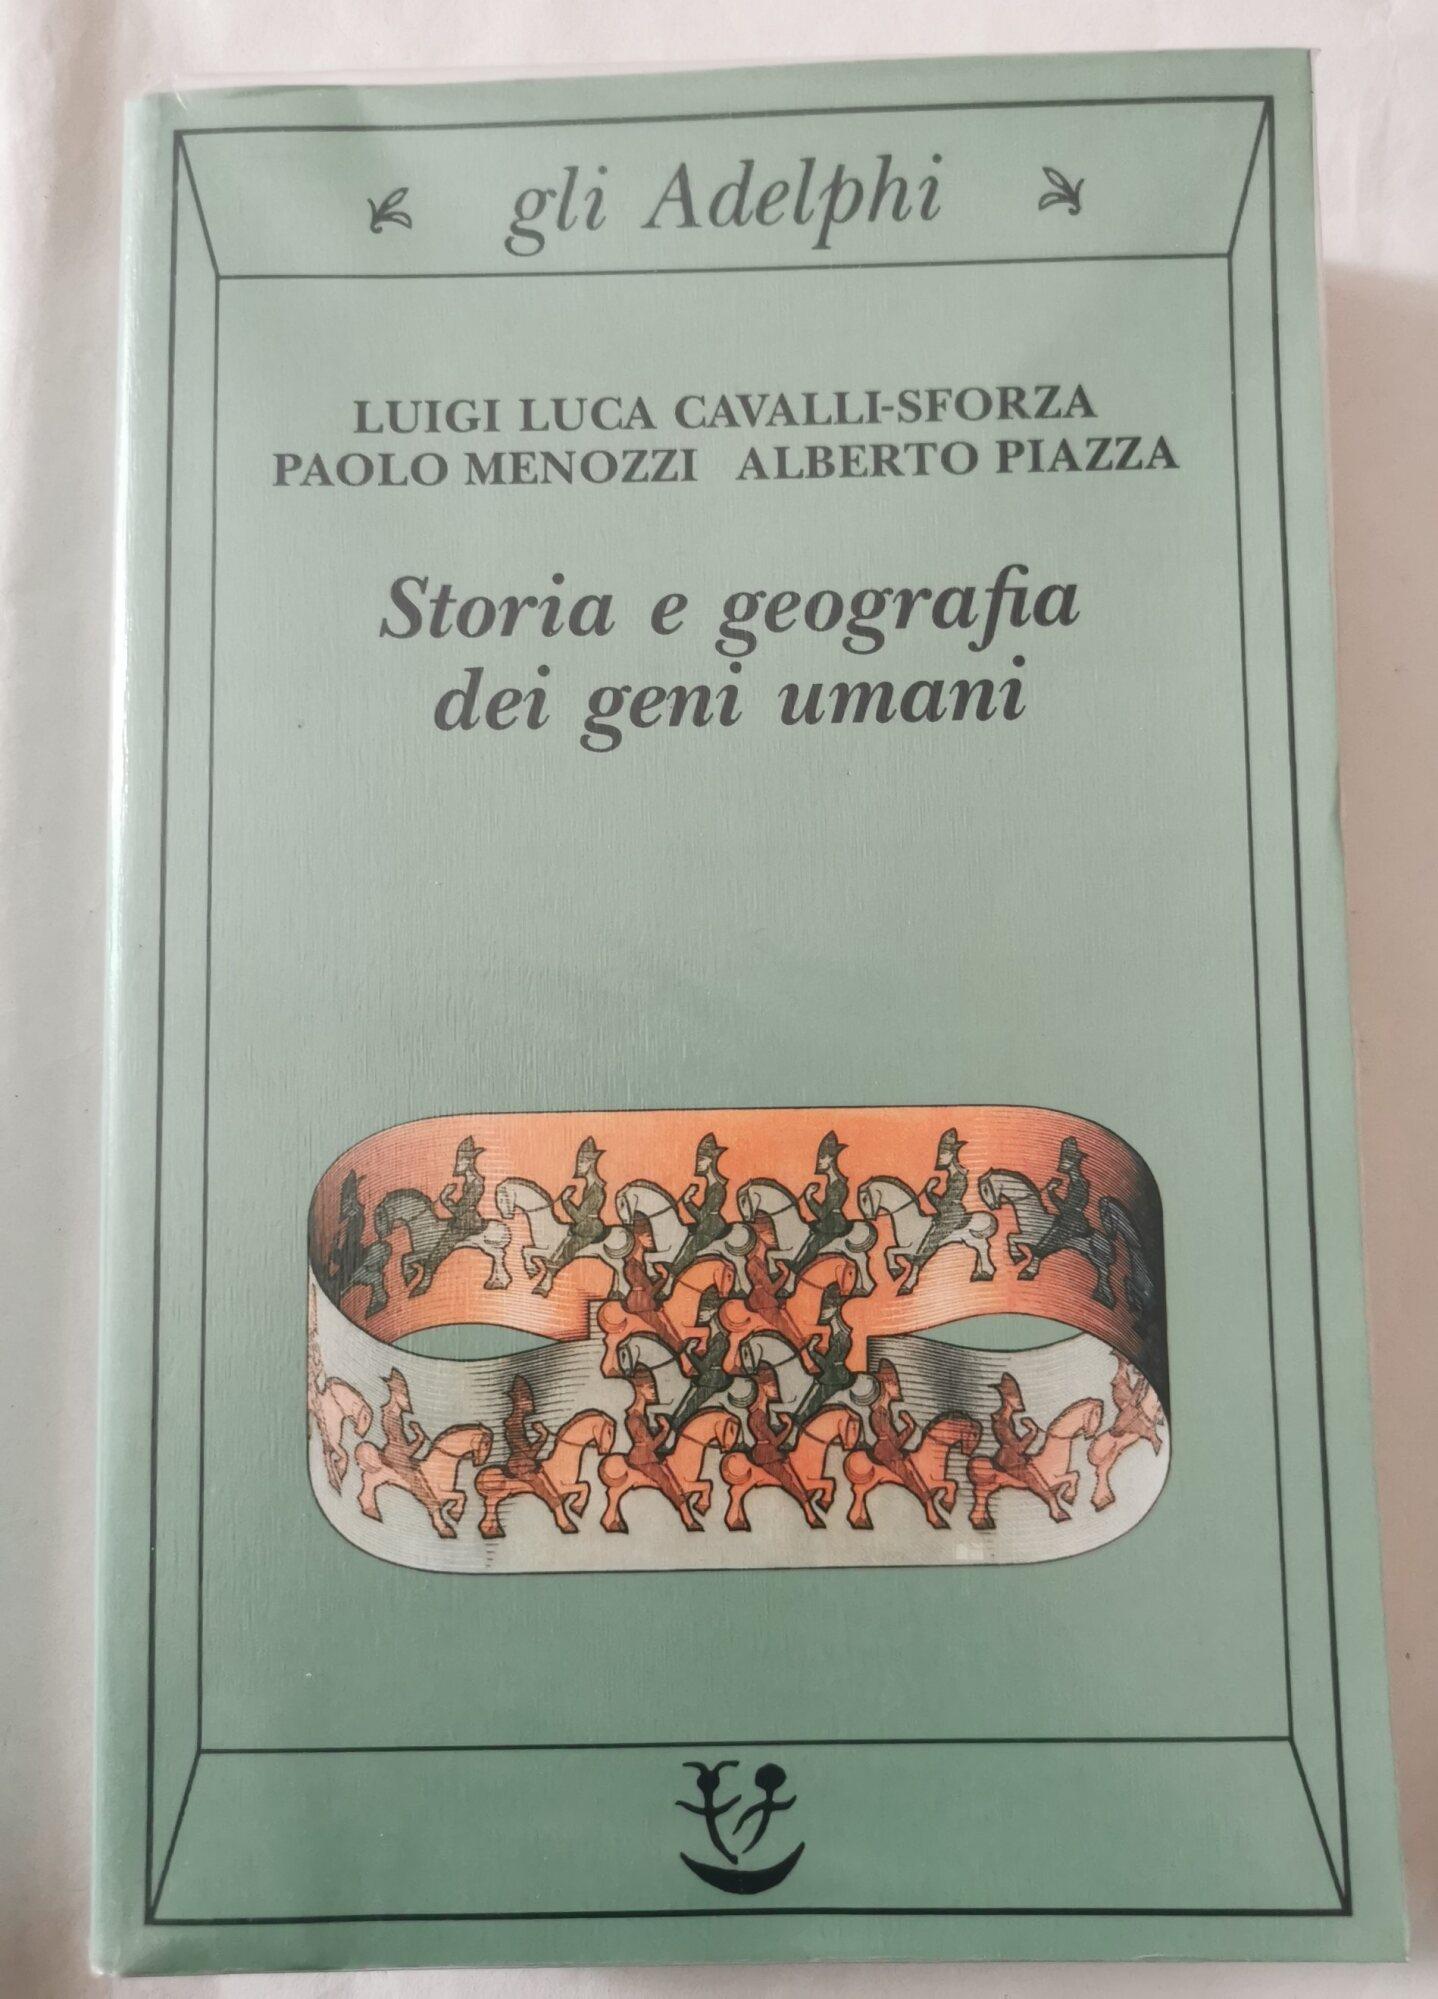 gli Adelphi
LUIGI LUCA CAVALLI-SFORZA
PAOLO MENOZZI ALBERTO PIAZZA
Storia e geografia
dei geni umani